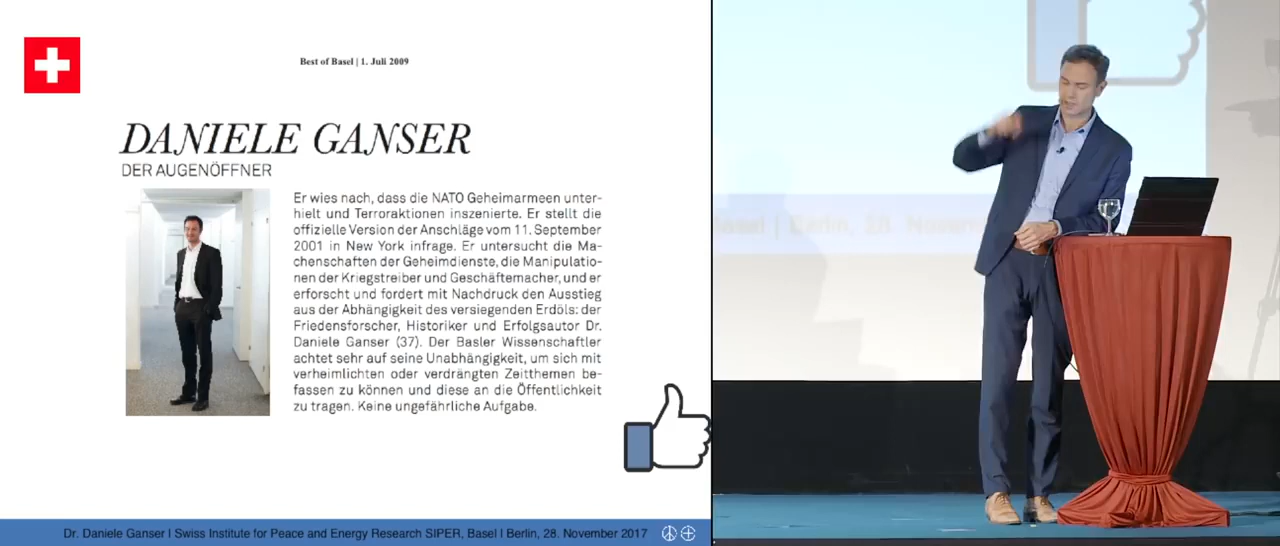 Best of Basel | 1. Juli 2009
DANIELE GANSER
DER AUGENÖFFNER
Er wies nach, dass die NATO Geheimarmeen unter-
hielt und Terroraktionen inszenierte. Er stellt die
offizielle Version der Anschläge vom 11. September
2001 in New York infrage. Er untersucht die Ma-
chenschaften der Geheimdienste, die Manipulatio-
nen der Kriegstreiber und Geschäftemacher, und er
erforscht und fordert mit Nachdruck den Ausstieg
aus der Abhängigkeit des versiegenden Erdöls: der
Friedensforscher, Historiker und Erfolgsautor Dr.
Daniele Ganser (37). Der Basler Wissenschaftler
achtet sehr auf seine Unabhängigkeit, um sich mit
verheimlichten oder verdrängten Zeitthemen be-
fassen zu können und diese an die Öffentlichkeit
zu tragen. Keine ungefährliche Aufgabe.
Dr. Daniele Ganser I Swiss Institute for Peace and Energy Research SIPER, Basel I Berlin, 28. November 2017
Basel | Berlin, 28. Novem